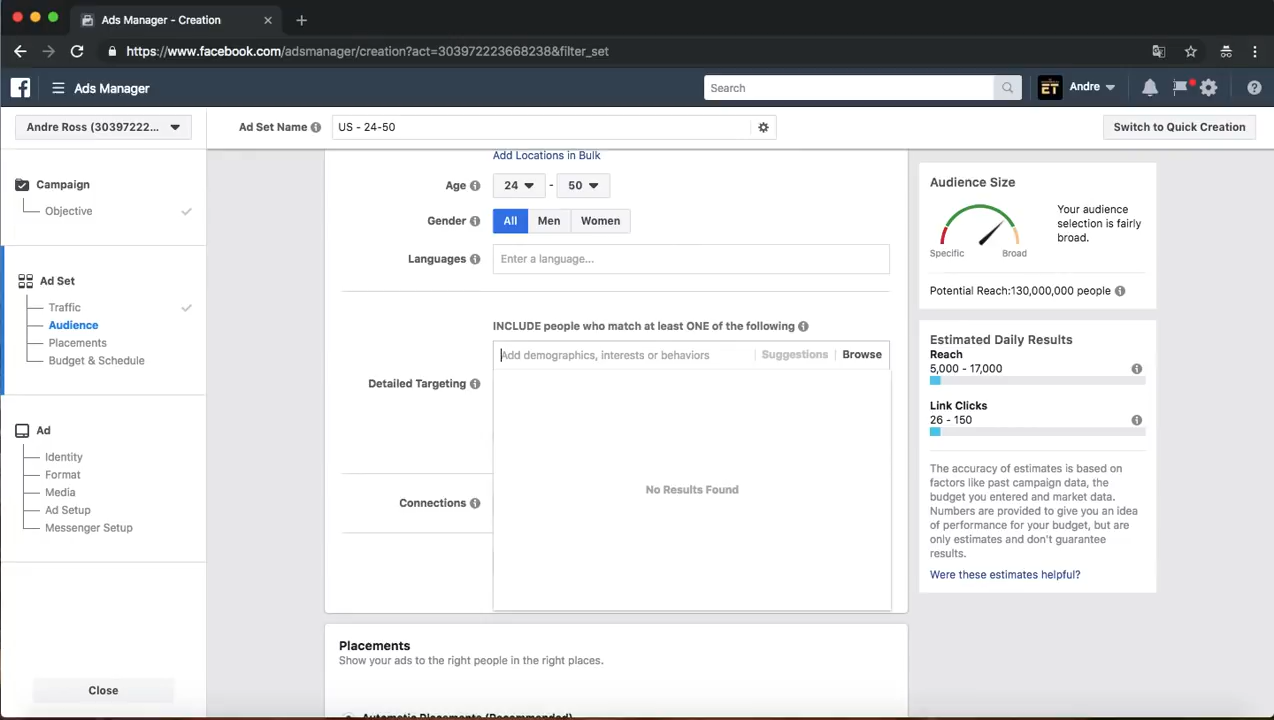 Ads Manager - Creation
https://www.facebook.com/adsmanager/creation?act=303972223668238&filter_set
Ads Manager
Search
ET
Andre
Andre Ross (30397222...
Ad Set Name
US - 24-50
Switch to Quick Creation
Campaign
Objective
Ad Set
Traffic
Audience
Placements
Budget & Schedule
Ad
Identity
Format
Media
Ad Setup
Messenger Setup
Close
Add Locations in Bulk
Age
24
-
50
Gender
All
Men
Women
Languages
Enter a language...
INCLUDE people who match at least ONE of the following
Detailed Targeting
Add demographics, interests or behaviors
Suggestions
Browse
No Results Found
Connections
Placements
Show your ads to the right people in the right places.
Automatic Placements (Recommended)
Audience Size
Specific
Broad
Your audience
selection is fairly
broad.
Potential Reach:130,000,000 people
Estimated Daily Results
Reach
5,000 - 17,000
Link Clicks
26 - 150
The accuracy of estimates is based on
factors like past campaign data, the
budget you entered and market data.
Numbers are provided to give you an idea
of performance for your budget, but are
only estimates and don't guarantee
results.
Were these estimates helpful?